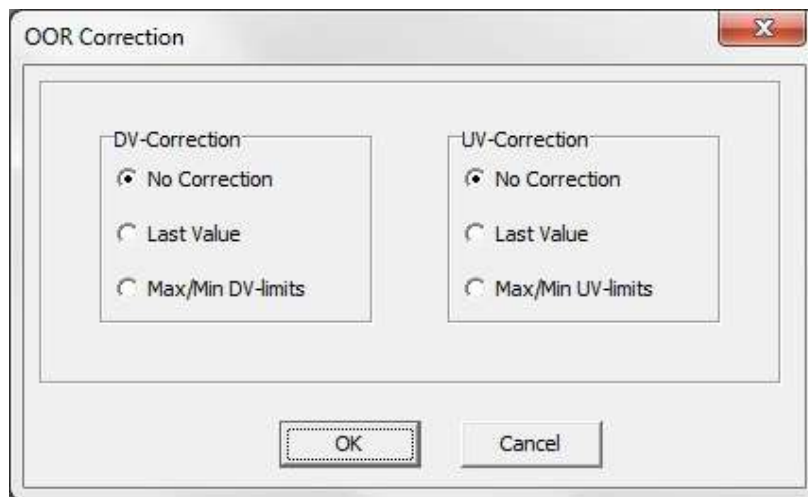 OOR Correction
DV-Correction
No Correction
Last Value
Max/Min DV-limits
UV-Correction
No Correction
Last Value
Max/Min UV-limits
OK
Cancel